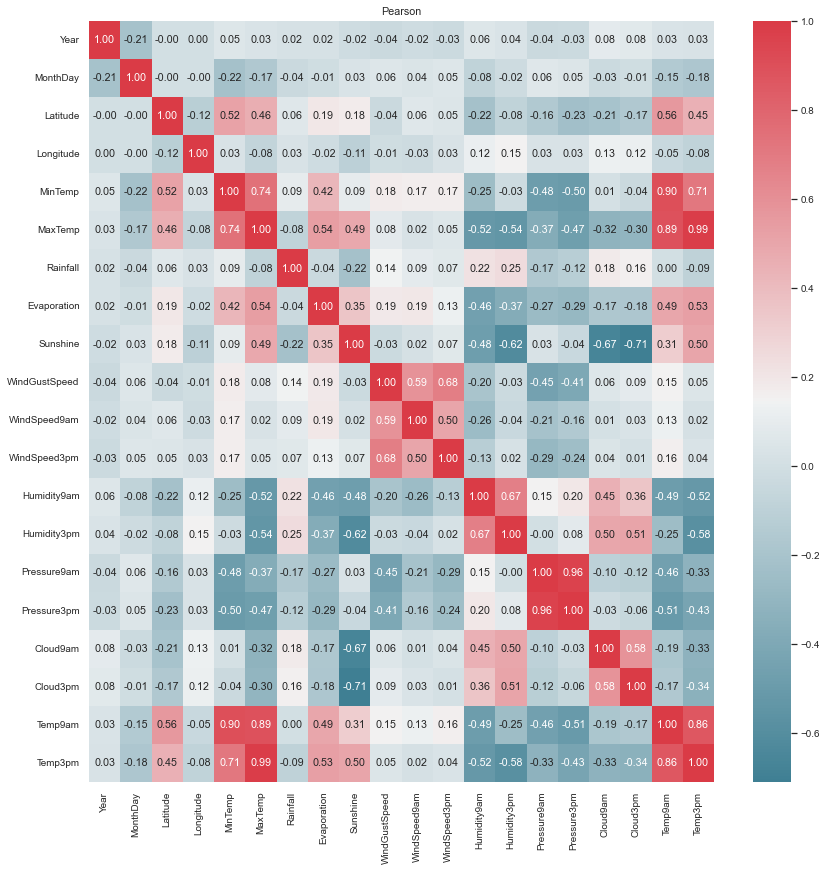 Pearson
Year 1.00 -0.21 -0.00 0.00 0.05 0.03 0.02 0.02 -0.02 -0.04 -0.02 -0.03 0.06 0.04 -0.04 -0.03 0.08 0.08 0.03 0.03
MonthDay -0.21 1.00 -0.00 -0.00 -0.22 -0.17 -0.04 -0.01 0.03 0.06 0.04 0.05 -0.08 -0.02 0.06 0.05 -0.03 -0.01 -0.15 -0.18
Latitude -0.00 -0.00 1.00 -0.12 0.52 0.46 0.06 0.19 0.18 -0.04 0.06 0.05 -0.22 -0.08 -0.16 -0.23 -0.21 -0.17 0.56 0.45
Longitude 0.00 -0.00 -0.12 1.00 0.03 -0.08 0.03 -0.02 -0.11 -0.01 -0.03 0.03 0.12 0.15 0.03 0.03 0.13 0.12 -0.05 -0.08
MinTemp 0.05 -0.22 0.52 0.03 1.00 0.74 0.09 0.42 0.09 0.18 0.17 0.17 -0.25 -0.03 -0.48 -0.50 0.01 -0.04 0.90 0.71
MaxTemp 0.03 -0.17 0.46 -0.08 0.74 1.00 -0.08 0.54 0.49 0.08 0.02 0.05 -0.52 -0.54 -0.37 -0.47 -0.32 -0.30 0.89 0.99
Rainfall 0.02 -0.04 0.06 0.03 0.09 -0.08 1.00 -0.04 -0.22 0.14 0.09 0.07 0.22 0.25 -0.17 -0.12 0.18 0.16 0.00 -0.09
Evaporation 0.02 -0.01 0.19 -0.02 0.42 0.54 -0.04 1.00 0.35 0.19 0.19 0.13 -0.46 -0.37 -0.27 -0.29 -0.17 -0.18 0.49 0.53
Sunshine -0.02 0.03 0.18 -0.11 0.09 0.49 -0.22 0.35 1.00 -0.03 0.02 0.07 -0.48 -0.62 0.03 -0.04 -0.67 -0.71 0.31 0.50
WindGustSpeed -0.04 0.06 -0.04 -0.01 0.18 0.08 0.14 0.19 -0.03 1.00 0.59 0.68 -0.20 -0.03 -0.45 -0.41 0.06 0.09 0.15 0.05
WindSpeed9am -0.02 0.04 0.06 -0.03 0.17 0.02 0.09 0.19 0.02 0.59 1.00 0.50 -0.26 -0.04 -0.21 -0.16 0.01 0.03 0.13 0.02
WindSpeed3pm -0.03 0.05 0.05 0.03 0.17 0.05 0.07 0.13 0.07 0.68 0.50 1.00 -0.13 0.02 -0.29 -0.24 0.04 0.01 0.16 0.04
Humidity9am 0.06 -0.08 -0.22 0.12 -0.25 -0.52 0.22 -0.46 -0.48 -0.20 -0.26 -0.13 1.00 0.67 0.15 0.20 0.45 0.36 -0.49 -0.52
Humidity3pm 0.04 -0.02 -0.08 0.15 -0.03 -0.54 0.25 -0.37 -0.62 -0.03 -0.04 0.02 0.67 1.00 -0.00 0.08 0.50 0.51 -0.25 -0.58
Pressure9am -0.04 0.06 -0.16 0.03 -0.48 -0.37 -0.17 -0.27 0.03 -0.45 -0.21 -0.29 0.15 -0.00 1.00 0.96 -0.10 -0.12 -0.46 -0.33
Pressure3pm -0.03 0.05 -0.23 0.03 -0.50 -0.47 -0.12 -0.29 -0.04 -0.41 -0.16 -0.24 0.20 0.08 0.96 1.00 -0.03 -0.06 -0.51 -0.43
Cloud9am 0.08 -0.03 -0.21 0.13 0.01 -0.32 0.18 -0.17 -0.67 0.06 0.01 0.04 0.45 0.50 -0.10 -0.03 1.00 0.58 -0.19 -0.33
Cloud3pm 0.08 -0.01 -0.17 0.12 -0.04 -0.30 0.16 -0.18 -0.71 0.09 0.03 0.01 0.36 0.51 -0.12 -0.06 0.58 1.00 -0.17 -0.34
Temp9am 0.03 -0.15 0.56 -0.05 0.90 0.89 0.00 0.49 0.31 0.15 0.13 0.16 -0.49 -0.25 -0.46 -0.51 -0.19 -0.17 1.00 0.86
Temp3pm 0.03 -0.18 0.45 -0.08 0.71 0.99 -0.09 0.53 0.50 0.05 0.02 0.04 -0.52 -0.58 -0.33 -0.43 -0.33 -0.34 0.86 1.00
Year
MonthDay
Latitude
Longitude
MinTemp
MaxTemp
Rainfall
Evaporation
Sunshine
WindGustSpeed
WindSpeed9am
WindSpeed3pm
Humidity9am
Humidity3pm
Pressure9am
Pressure3pm
Cloud9am
Cloud3pm
Temp9am
Temp3pm
1.0
0.8
0.6
0.4
0.2
0.0
−0.2
−0.4
−0.6